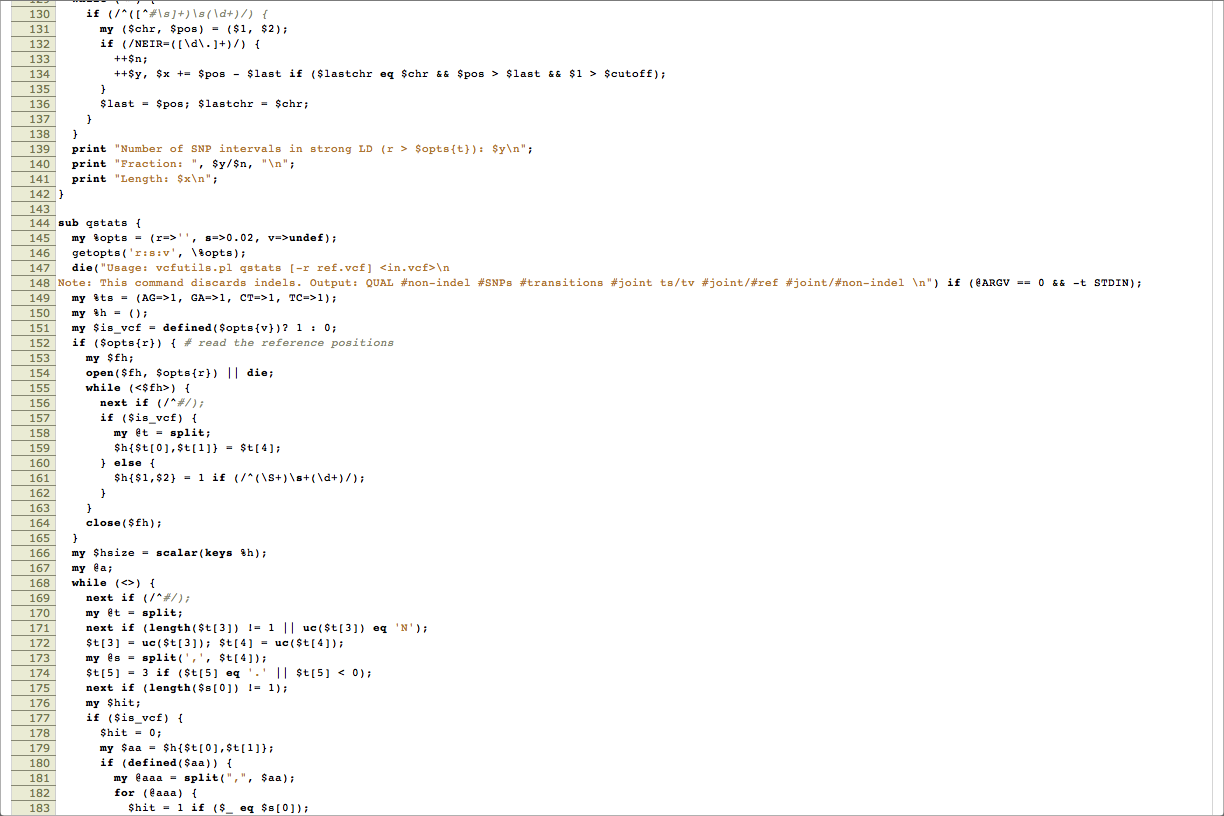 130 if (/^([^#\s]+)\s(\d+)/) {
131 my ($chr, $pos) = ($1, $2);
132 if (/NEIR=([\d\.]+)/) {
133 ++$n;
134 ++$y, $x += $pos - $last if ($lastchr eq $chr && $pos > $last && $1 > $cutoff);
135 }
136 $last = $pos; $lastchr = $chr;
137 }
138 }
139 print "Number of SNP intervals in strong LD (r > $opts{t}): $y\n";
140 print "Fraction: ", $y/$n, "\n";
141 print "Length: $x\n";
142 }
143
144 sub qstats {
145 my %opts = (r=>'', s=>0.02, v=>undef);
146 getopts('r:s:v', \%opts);
147 die("Usage: vcfutils.pl qstats [-r ref.vcf] <in.vcf>\n
148 Note: This command discards indels. Output: QUAL #non-indel #SNPs #transitions #joint ts/tv #joint/#ref #joint/#non-indel \n") if (@ARGV == 0 && -t STDIN);
149 my %ts = (AG=>1, GA=>1, CT=>1, TC=>1);
150 my %h = ();
151 my $is_vcf = defined($opts{v})? 1 : 0;
152 if ($opts{r}) { # read the reference positions
153 my $fh;
154 open($fh, $opts{r}) || die;
155 while (<$fh>) {
156 next if (/^#/);
157 if ($is_vcf) {
158 my @t = split;
159 $h{$t[0],$t[1]} = $t[4];
160 } else {
161 $h{$1,$2} = 1 if (/^(\S+)\s+(\d+)/);
162 }
163 }
164 close($fh);
165 }
166 my $hsize = scalar(keys %h);
167 my @a;
168 while (<>) {
169 next if (/^#/);
170 my @t = split;
171 next if (length($t[3]) != 1 || uc($t[3]) eq 'N');
172 $t[3] = uc($t[3]); $t[4] = uc($t[4]);
173 my @s = split(',', $t[4]);
174 $t[5] = 3 if ($t[5] eq '.' || $t[5] < 0);
175 next if (length($s[0]) != 1);
176 my $hit;
177 if ($is_vcf) {
178 $hit = 0;
179 my $aa = $h{$t[0],$t[1]};
180 if (defined($aa)) {
181 my @aaa = split(",", $aa);
182 for (@aaa) {
183 $hit = 1 if ($_ eq $s[0]);